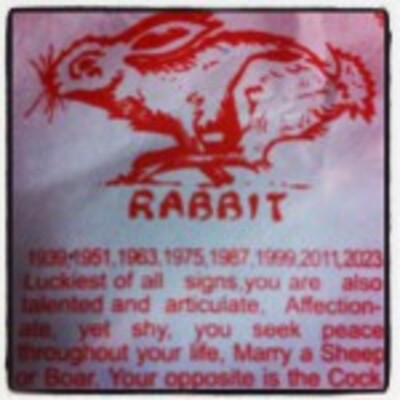 RABBIT
1939,1951,1963,1975,1987,1999,2011,2023
Luckiest of all signs,you are also
talented and articulate. Affection-
ate, yet shy, you seek peace
throughout your life. Marry a Sheep
or Boar. Your opposite is the Cock